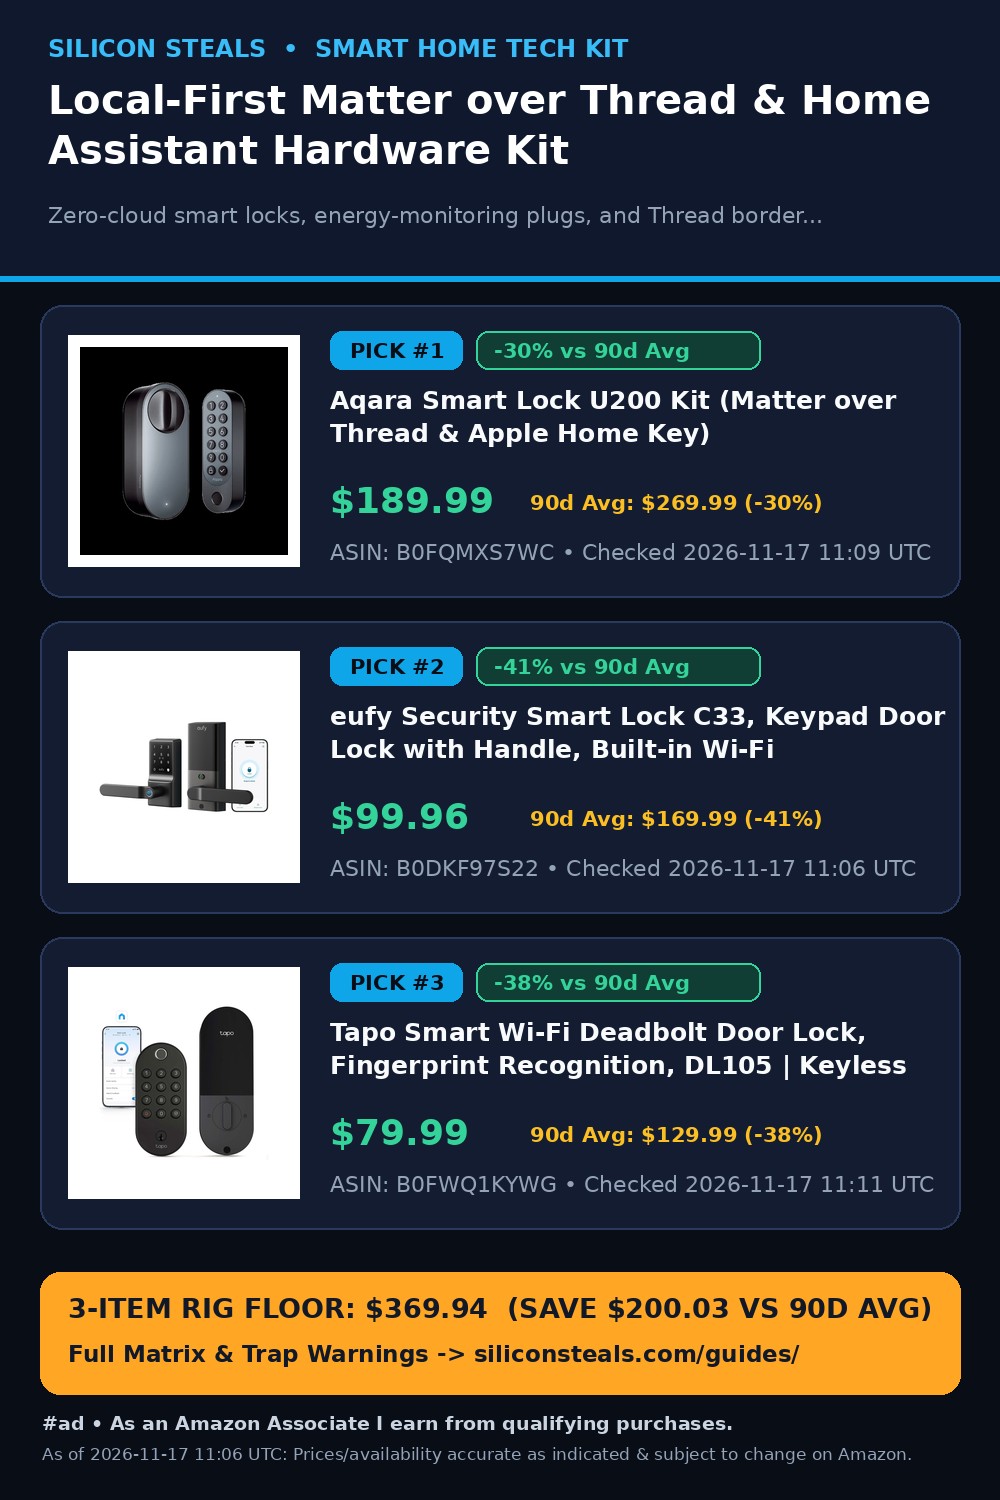 SILICON STEALS • SMART HOME TECH KIT
Local-First Matter over Thread & Home
Assistant Hardware Kit
Zero-cloud smart locks, energy-monitoring plugs, and Thread border...
PICK #1
-30% vs 90d Avg
Aqara Smart Lock U200 Kit (Matter over
Thread & Apple Home Key)
$189.99
90d Avg: $269.99 (-30%)
ASIN: B0FQMXS7WC • Checked 2026-11-17 11:09 UTC
eufy
PICK #2
-41% vs 90d Avg
eufy Security Smart Lock C33, Keypad Door
Lock with Handle, Built-in Wi-Fi
$99.96
90d Avg: $169.99 (-41%)
ASIN: B0DKF97S22 • Checked 2026-11-17 11:06 UTC
tapo
tapo
PICK #3
-38% vs 90d Avg
Tapo Smart Wi-Fi Deadbolt Door Lock,
Fingerprint Recognition, DL105 | Keyless
$79.99
90d Avg: $129.99 (-38%)
ASIN: B0FWQ1KYWG • Checked 2026-11-17 11:11 UTC
3-ITEM RIG FLOOR: $369.94 (SAVE $200.03 VS 90D AVG)
Full Matrix & Trap Warnings -> siliconsteals.com/guides/
#ad • As an Amazon Associate I earn from qualifying purchases.
As of 2026-11-17 11:06 UTC: Prices/availability accurate as indicated & subject to change on Amazon.